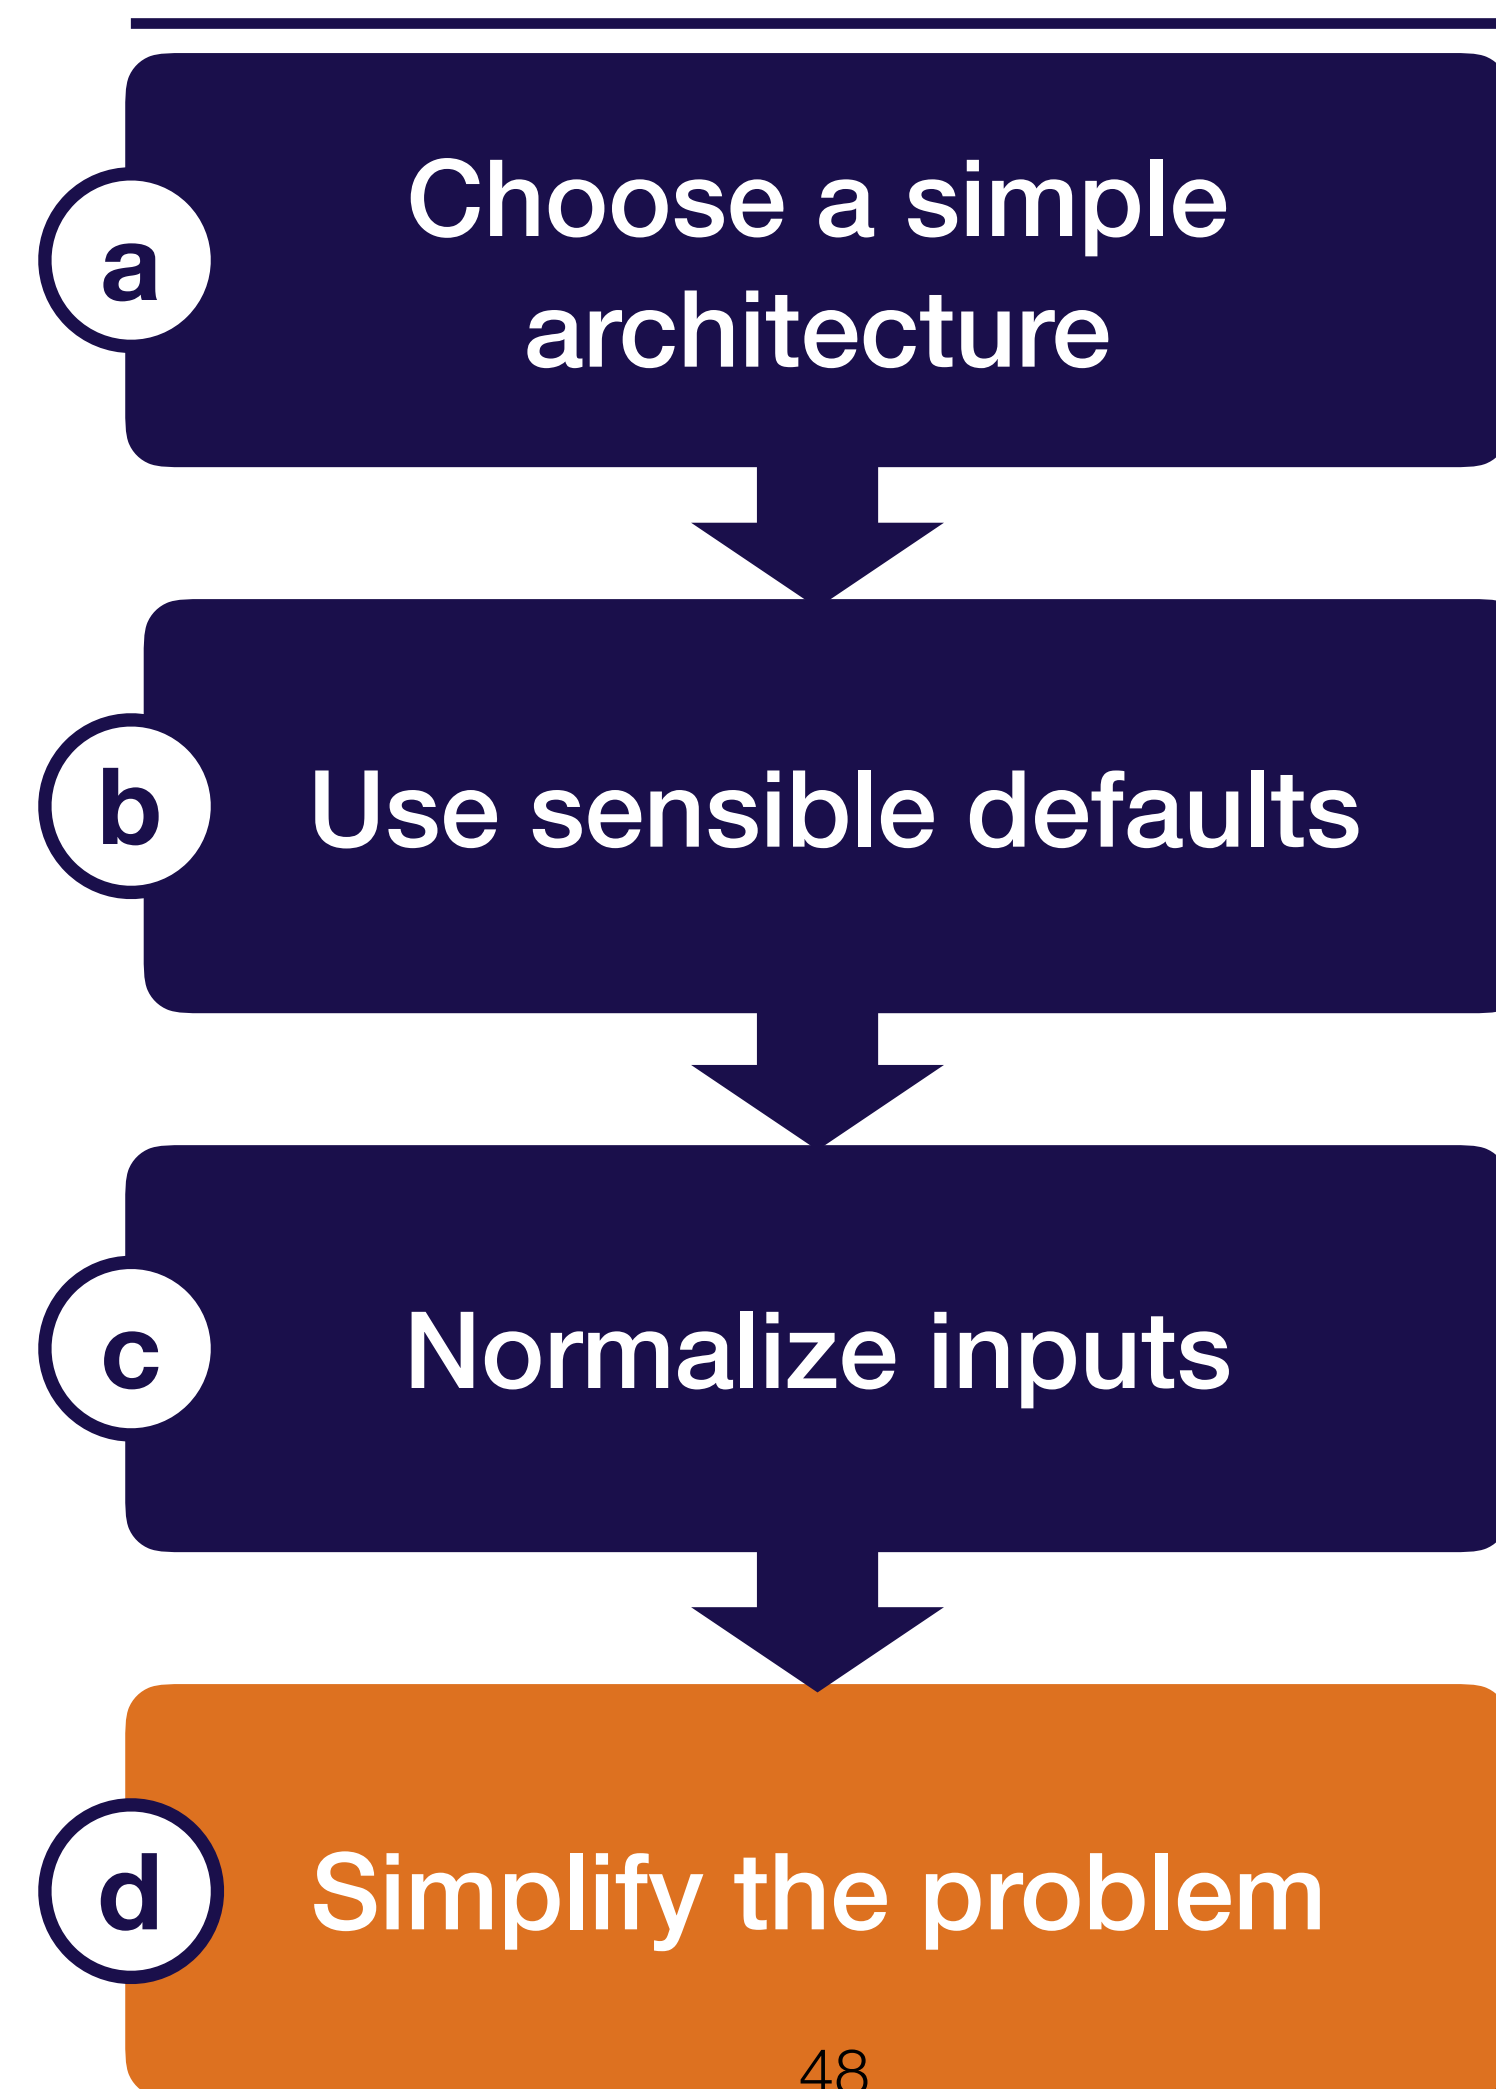 a
Choose a simple
architecture
b
Use sensible defaults
c
Normalize inputs
d
Simplify the problem
48